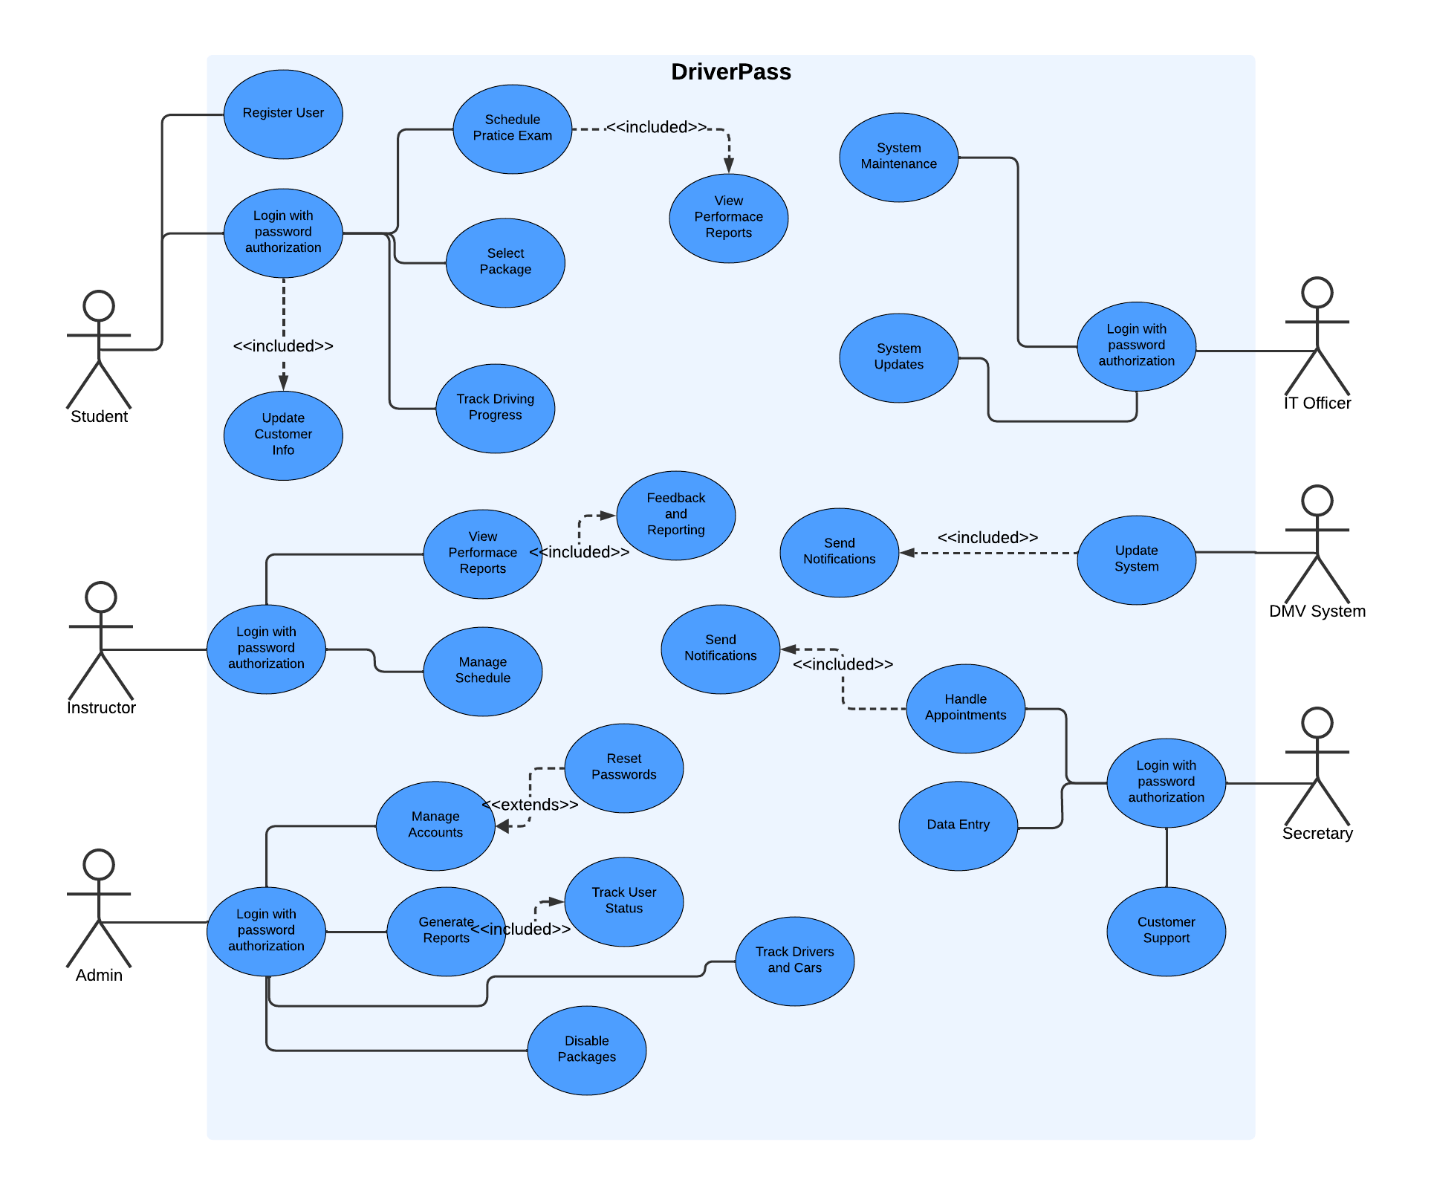 DriverPass
Register User
Schedule
Pratice Exam
<<included>>
View
Performace
Reports
Login with
password
authorization
Select
Package
<<included>>
Track Driving
Progress
Update
Customer
Info
Student
System
Maintenance
System
Updates
Login with
password
authorization
IT Officer
View
Performace
Reports
<<included>>
Feedback
and
Reporting
Login with
password
authorization
Manage
Schedule
Instructor
Send
Notifications
<<included>>
Update
System
DMV System
Send
Notifications
<<included>>
Handle
Appointments
Login with
password
authorization
Data Entry
Customer
Support
Secretary
Reset
Passwords
<<extends>>
Manage
Accounts
Track User
Status
<<included>>
Generate
Reports
Login with
password
authorization
Track Drivers
and Cars
Disable
Packages
Admin